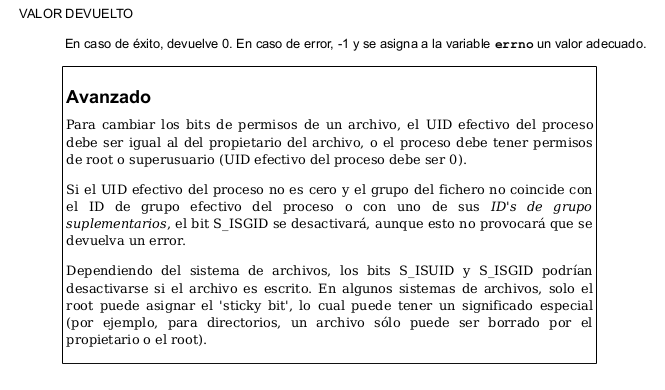 VALOR DEVUELTO
En caso de éxito, devuelve 0. En caso de error, -1 y se asigna a la variable errno un valor adecuado.
Avanzado
Para cambiar los bits de permisos de un archivo, el UID efectivo del proceso
debe ser igual al del propietario del archivo, o el proceso debe tener permisos
de root o superusuario (UID efectivo del proceso debe ser 0).
Si el UID efectivo del proceso no es cero y el grupo del fichero no coincide con
el ID de grupo efectivo del proceso o con uno de sus ID's de grupo
suplementarios, el bit S_ISGID se desactivará, aunque esto no provocará que se
devuelva un error.
Dependiendo del sistema de archivos, los bits S_ISUID y S_ISGID podrían
desactivarse si el archivo es escrito. En algunos sistemas de archivos, solo el
root puede asignar el 'sticky bit', lo cual puede tener un significado especial
(por ejemplo, para directorios, un archivo sólo puede ser borrado por el
propietario o el root).